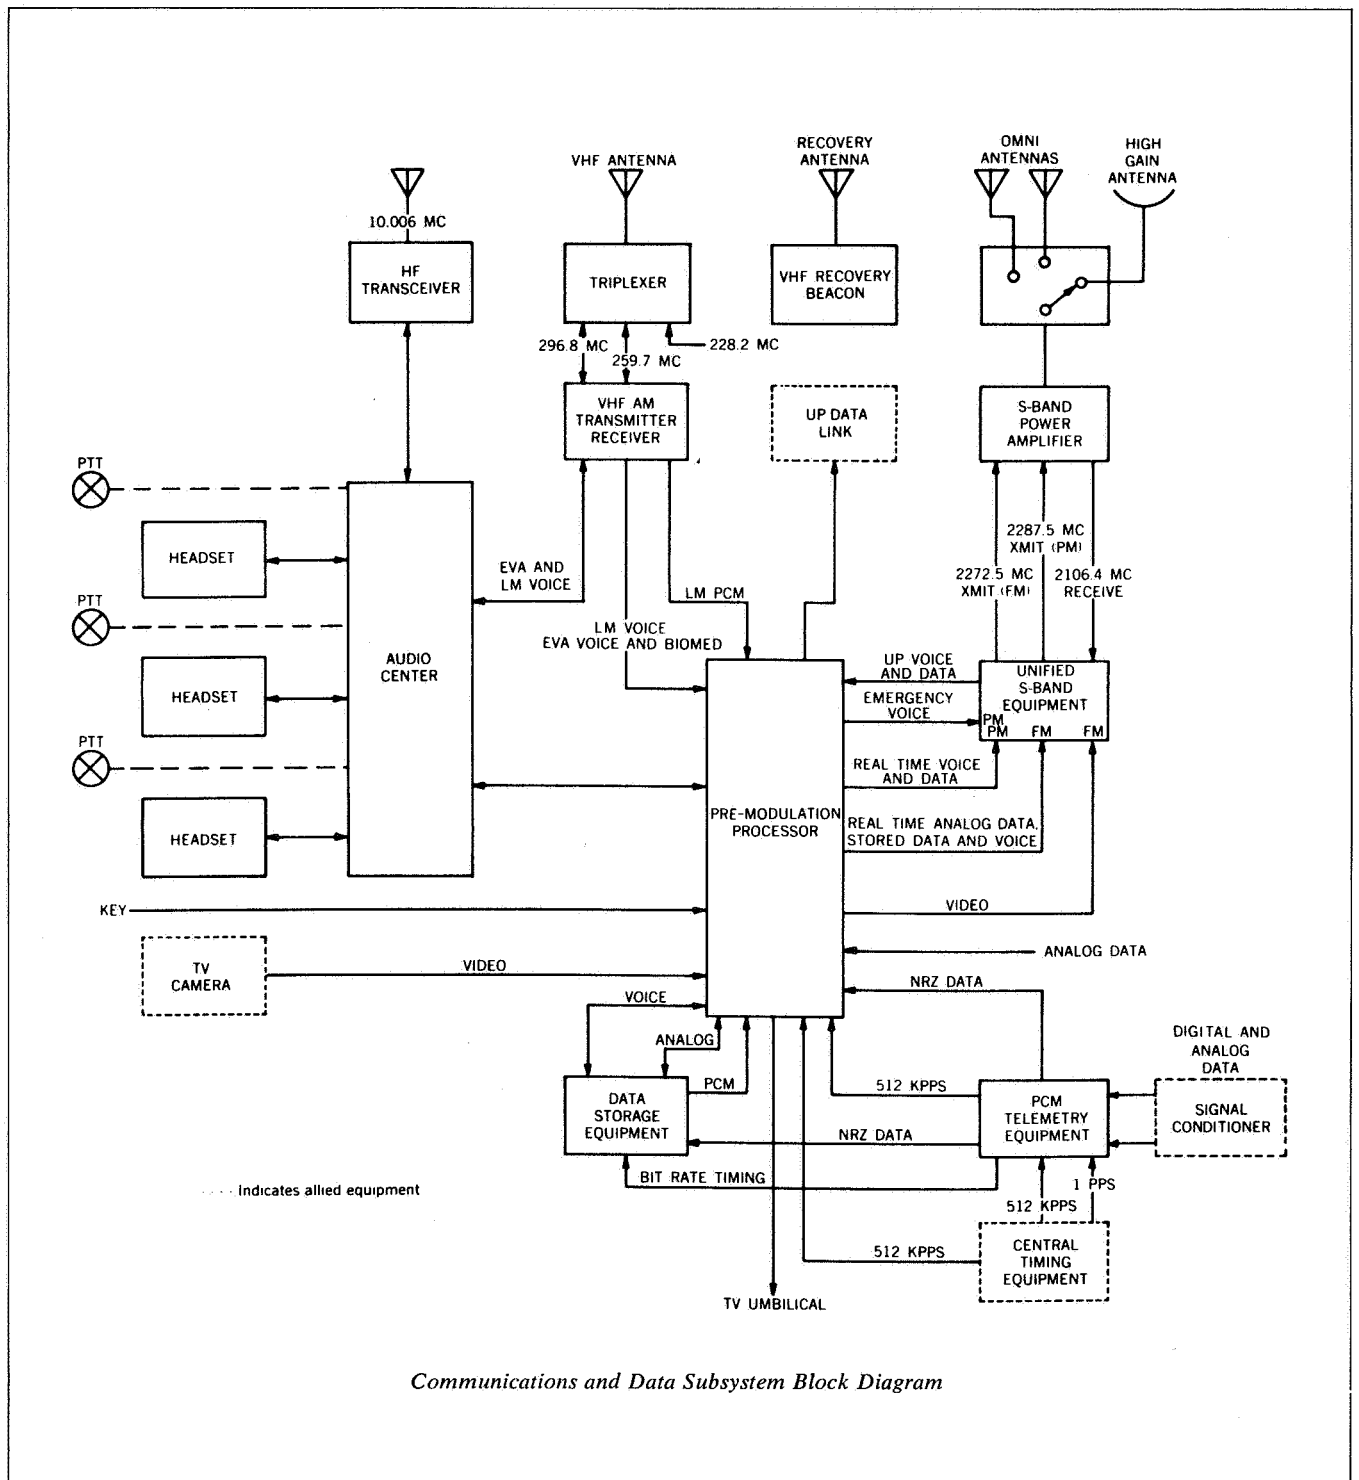 VHF ANTENNA
RECOVERY
ANTENNA
OMNI
ANTENNAS
HIGH
GAIN
ANTENNA
10.006 MC
HF
TRANSCEIVER
TRIPLEXER
VHF RECOVERY
BEACON
296.8 MC
259.7 MC
228.2 MC
VHF AM
TRANSMITTER
RECEIVER
UP DATA
LINK
S-BAND
POWER
AMPLIFIER
PTT
HEADSET
PTT
HEADSET
PTT
HEADSET
AUDIO
CENTER
EVA AND
LM VOICE
LM PCM
LM VOICE
EVA VOICE AND BIOMED
2287.5 MC
XMIT (PM)
2272.5 MC
XMIT (FM)
2106.4 MC
RECEIVE
UP VOICE
AND DATA
EMERGENCY
VOICE
UNIFIED
S-BAND
EQUIPMENT
PM
PM FM FM
REAL TIME VOICE
AND DATA
PRE-MODULATION
PROCESSOR
REAL TIME ANALOG DATA,
STORED DATA AND VOICE
KEY
VIDEO
TV
CAMERA
VIDEO
ANALOG DATA
NRZ DATA
VOICE
ANALOG
PCM
DATA
STORAGE
EQUIPMENT
512 KPPS
NRZ DATA
BIT RATE TIMING
PCM
TELEMETRY
EQUIPMENT
DIGITAL AND
ANALOG
DATA
SIGNAL
CONDITIONER
1 PPS
512 KPPS
512 KPPS
CENTRAL
TIMING
EQUIPMENT
TV UMBILICAL
.... Indicates allied equipment
Communications and Data Subsystem Block Diagram